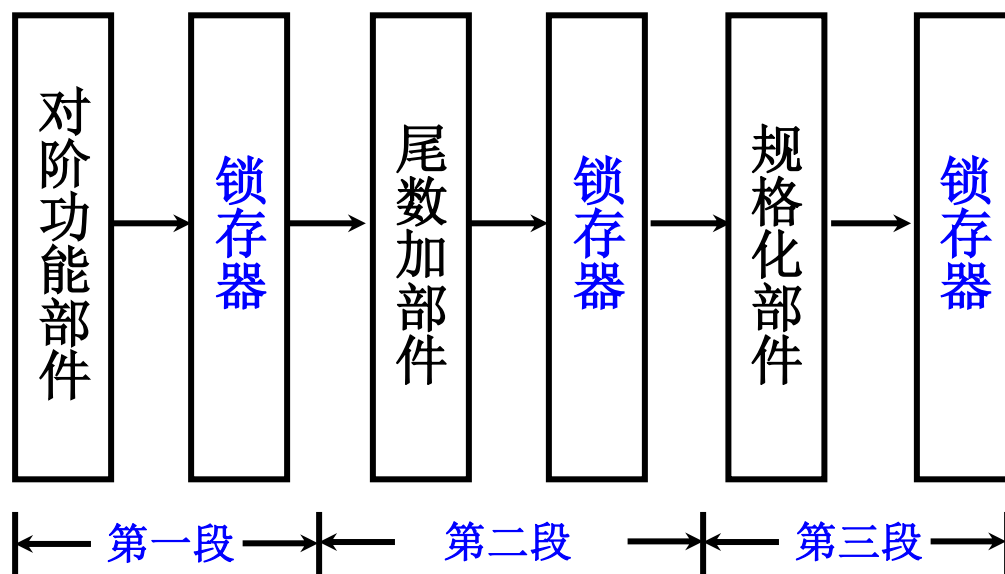 对阶功能部件
锁存器
尾数加部件
锁存器
规格化部件
锁存器
第一段
第二段
第三段